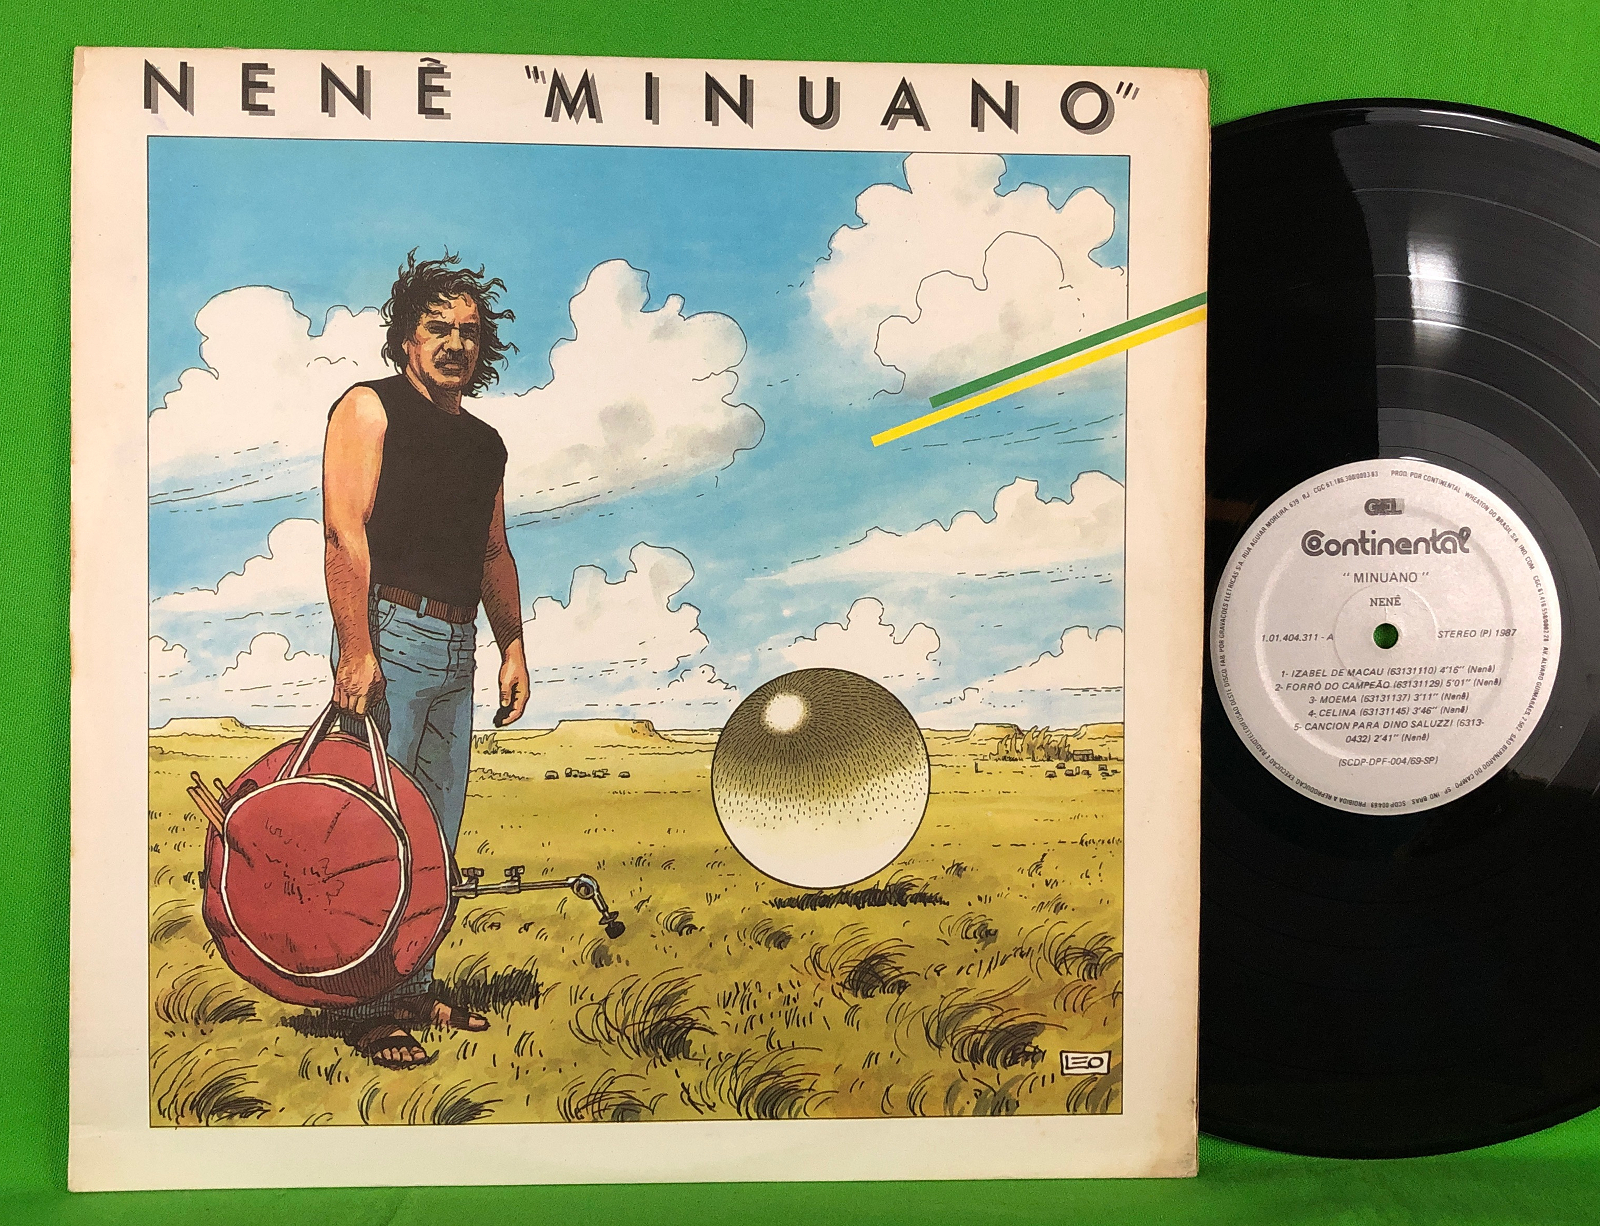 NENÊ "MINUANO"
LEO
GEL
Continental
"MINUANO"
NENÊ
1.01.404.311 - A
STEREO (P) 1987
1- IZABEL DE MACAU (63131110) 4'16" (Nenê)
2- FORRÓ DO CAMPEÃO (63131129) 5'01" (Nenê)
3- MOEMA (63131137) 3'11" (Nenê)
4- CELINA (63131145) 3'46" (Nenê)
5- CANCION PARA DINO SALUZZI (6313-
0432) 2'41" (Nenê)
(SCDP-DPF-004/69-SP)
PROD. POR CONTINENTAL